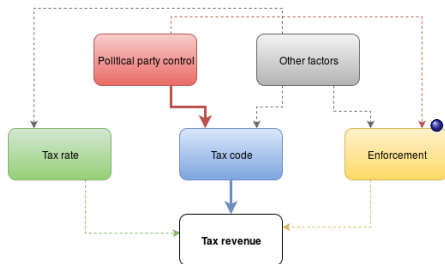 Political party control
Other factors
Tax rate
Tax code
Enforcement
Tax revenue